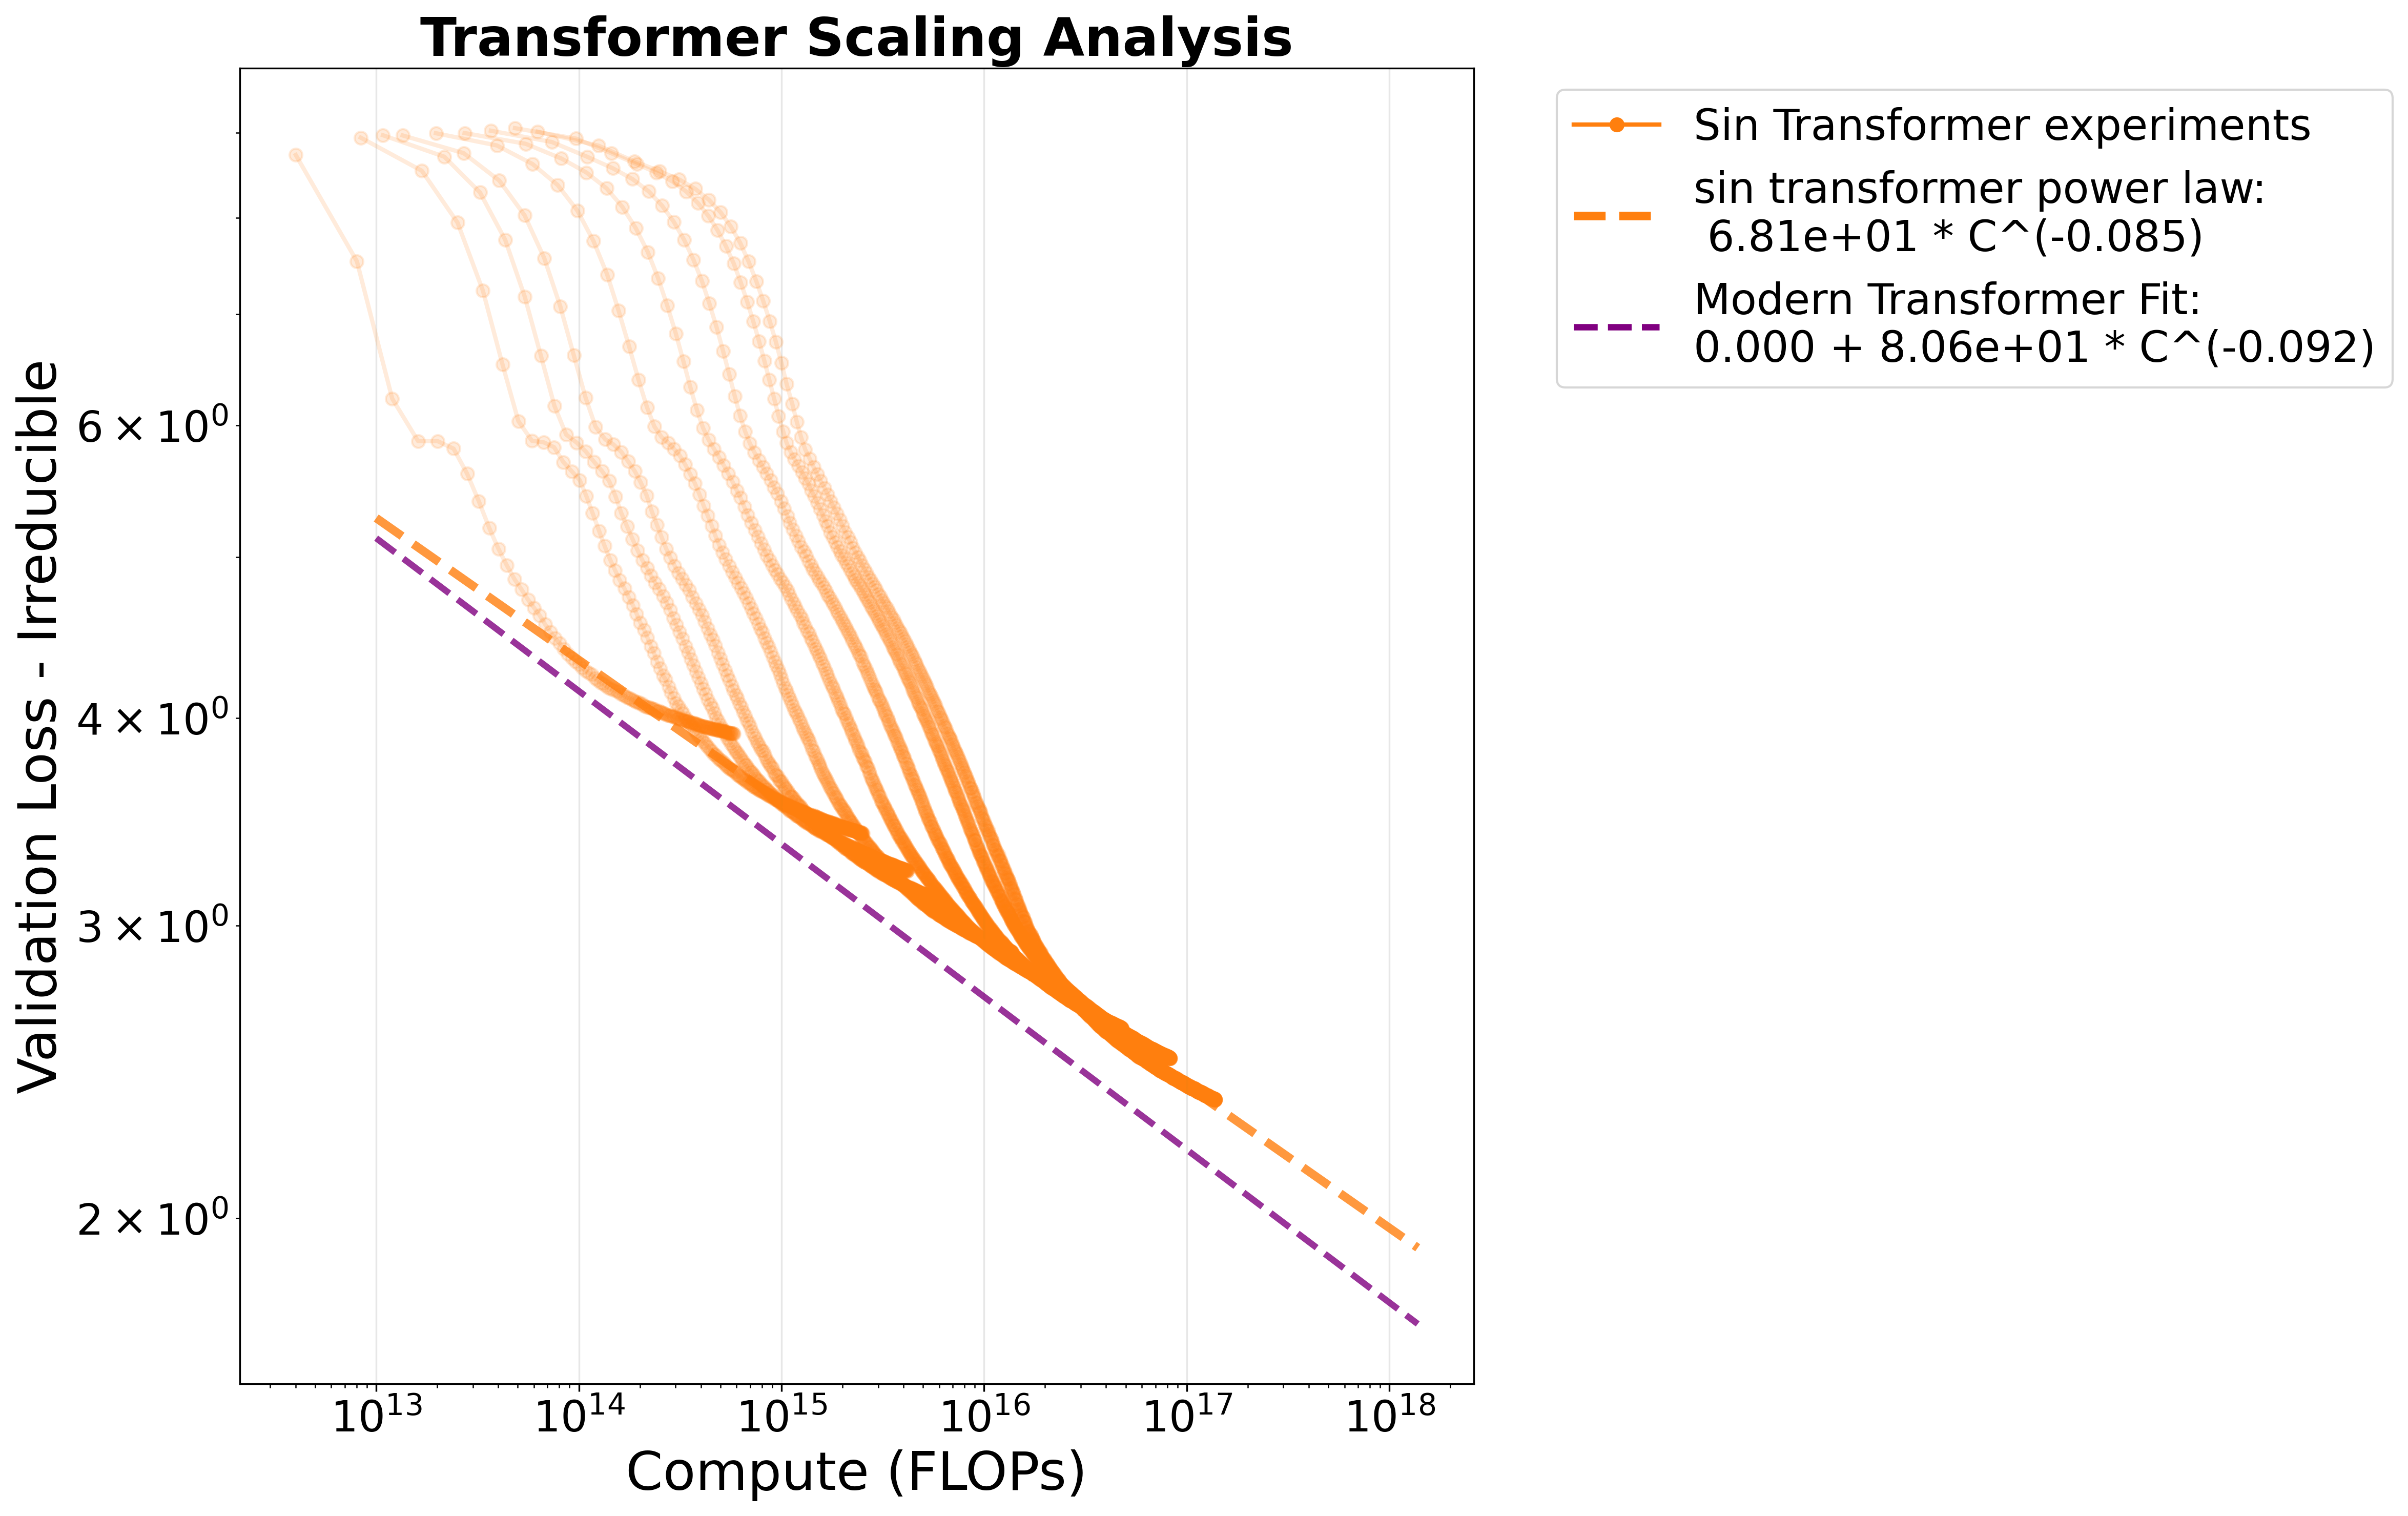 Transformer Scaling Analysis
Sin Transformer experiments
sin transformer power law:
6.81e+01 * C^(-0.085)
Modern Transformer Fit:
0.000 + 8.06e+01 * C^(-0.092)
Validation Loss - Irreducible
6 × 10⁰
4 × 10⁰
3 × 10⁰
2 × 10⁰
10¹³ 10¹⁴ 10¹⁵ 10¹⁶ 10¹⁷ 10¹⁸
Compute (FLOPs)